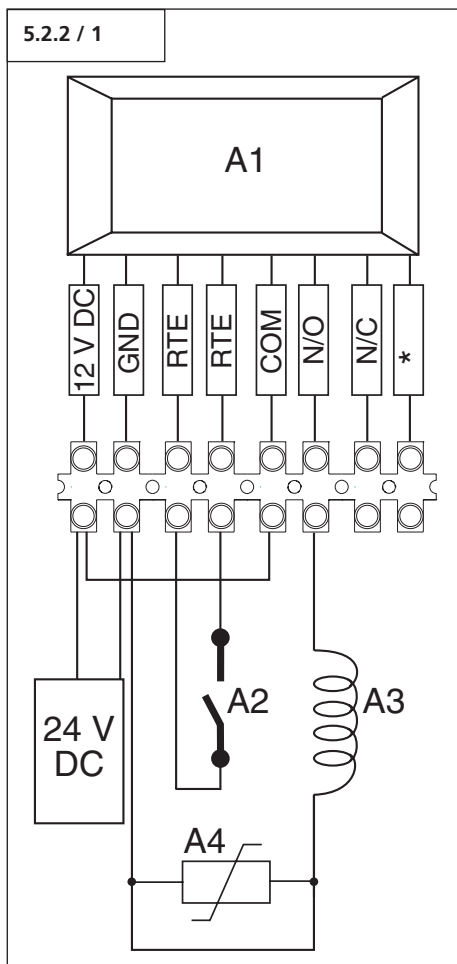 5.2.2 / 1
A1
12 V DC
GND
RTE
RTE
COM
N/O
N/C
*
A2
A3
24 V
DC
A4